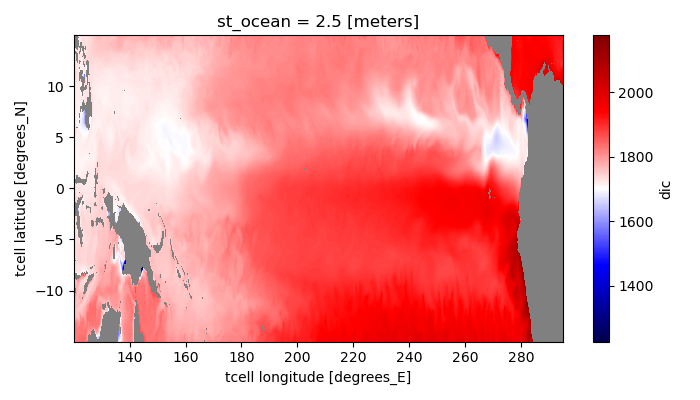 st_ocean = 2.5 [meters]
10
5
0
−5
−10
tcell latitude [degrees_N]
140 160 180 200 220 240 260 280
tcell longitude [degrees_E]
2000
1800
1600
1400
dic